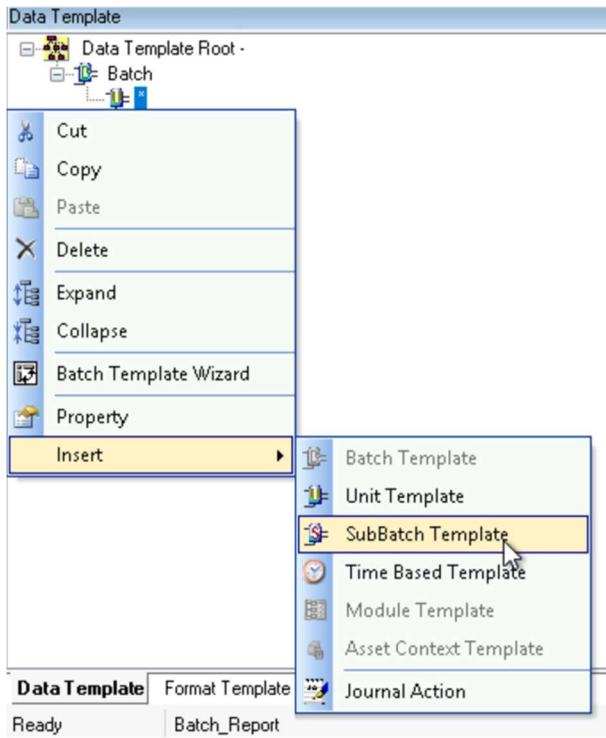 Data Template
Data Template Root -
Batch
*
Cut
Copy
Paste
Delete
Expand
Collapse
Batch Template Wizard
Property
Insert
Batch Template
Unit Template
SubBatch Template
Time Based Template
Module Template
Asset Context Template
Journal Action
Data Template Format Template
Ready Batch_Report